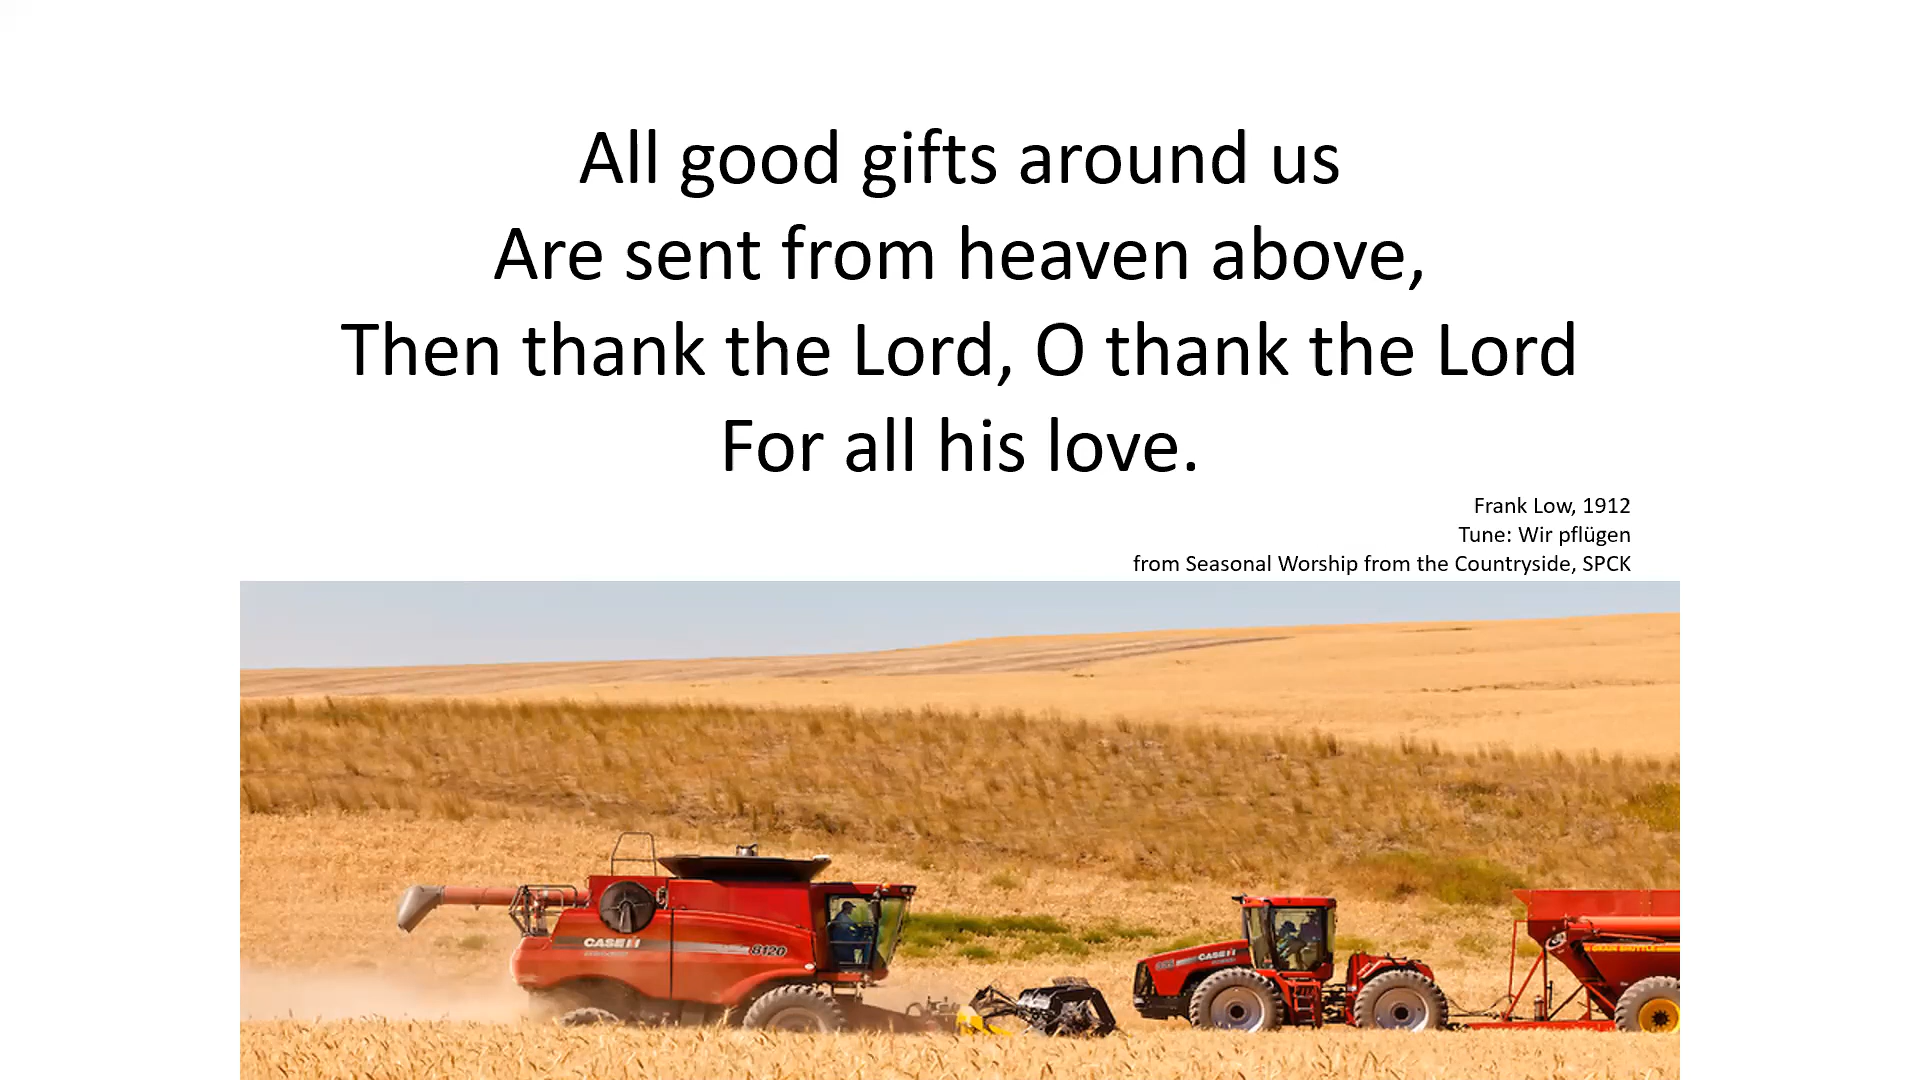 All good gifts around us
Are sent from heaven above,
Then thank the Lord, O thank the Lord
For all his love.
Frank Low, 1912
Tune: Wir pflügen
from Seasonal Worship from the Countryside, SPCK
CASE IH
8120
CASE IH